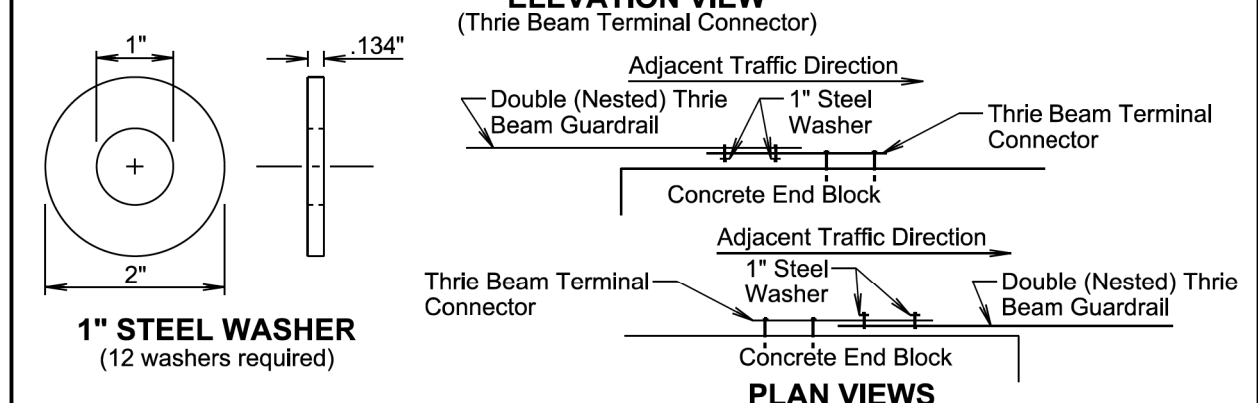 ELEVATION VIEW
(Thrie Beam Terminal Connector)
1"
.134"
2"
1" STEEL WASHER
(12 washers required)
Adjacent Traffic Direction
Double (Nested) Thrie
Beam Guardrail
1" Steel
Washer
Thrie Beam Terminal
Connector
Concrete End Block
Adjacent Traffic Direction
Thrie Beam Terminal
Connector
1" Steel
Washer
Double (Nested) Thrie
Beam Guardrail
Concrete End Block
PLAN VIEWS